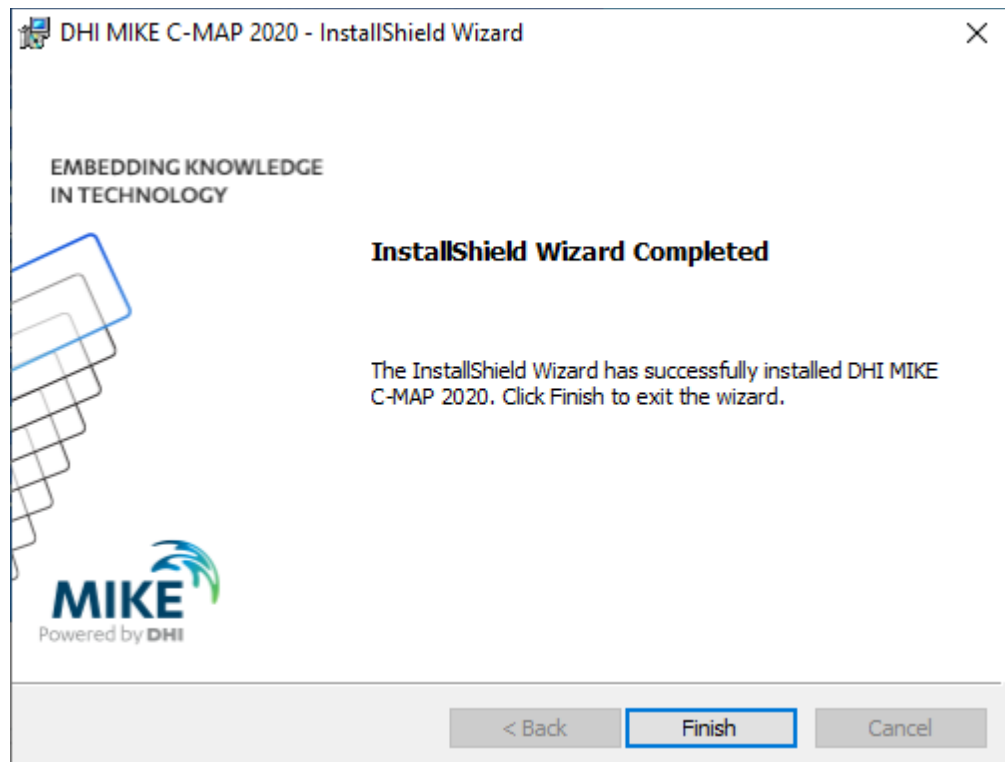 DHI MIKE C-MAP 2020 - InstallShield Wizard
EMBEDDING KNOWLEDGE
IN TECHNOLOGY
InstallShield Wizard Completed
The InstallShield Wizard has successfully installed DHI MIKE
C-MAP 2020. Click Finish to exit the wizard.
MIKE
Powered by DHI
< Back Finish Cancel